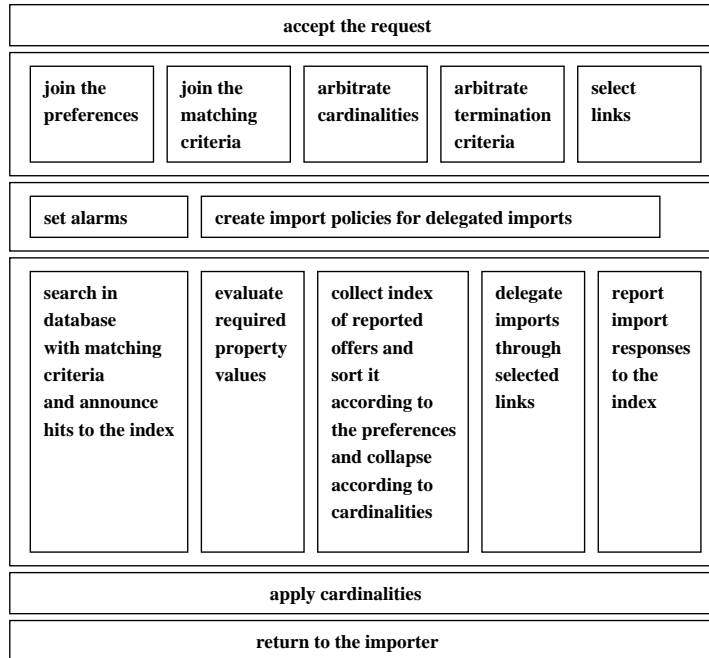 accept the request
join the
preferences
join the
matching
criteria
arbitrate
cardinalities
arbitrate
termination
criteria
select
links
set alarms
create import policies for delegated imports
search in
database
with matching
criteria
and announce
hits to the index
evaluate
required
property
values
collect index
of reported
offers and
sort it
according to
the preferences
and collapse
according to
cardinalities
delegate
imports
through
selected
links
report
import
responses
to the
index
apply cardinalities
return to the importer